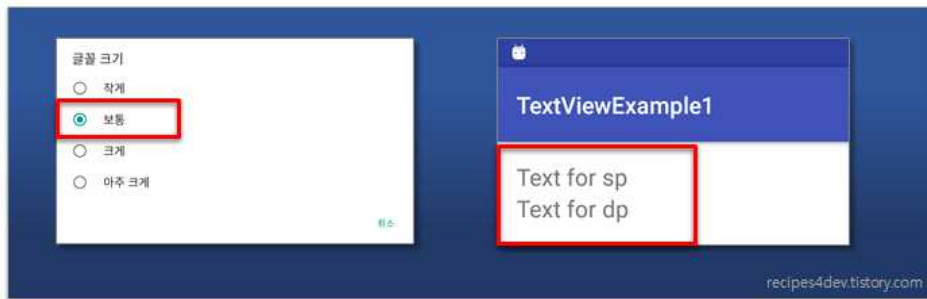 글꼴 크기
작게
보통
크게
아주 크게
취소
TextViewExample1
Text for sp
Text for dp
recipes4dev.tistory.com